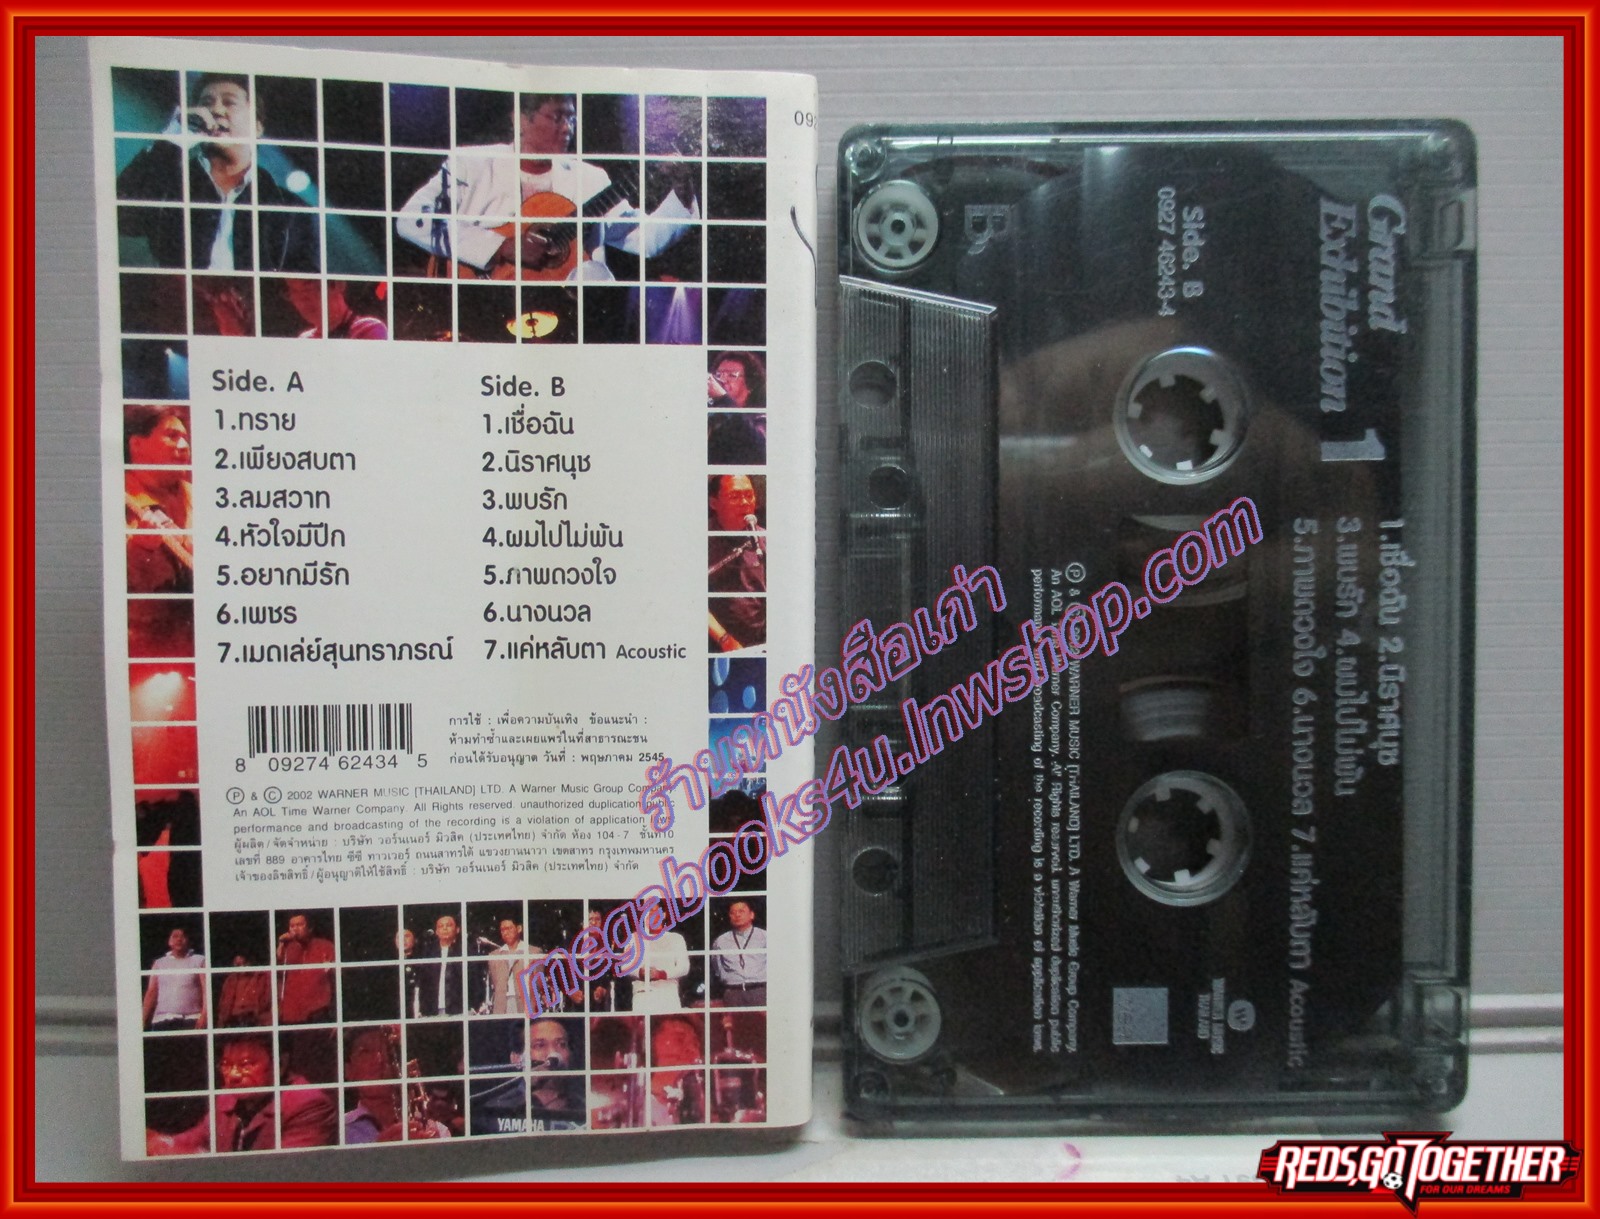 092
Side. A
1.ทราย
2.เพียงสบตา
3.ลมสวาท
4.หัวใจมีปีก
5.อยากมีรัก
6.เพชร
7.เมดเล่ย์สุนทราภรณ์
Side. B
1.เชื่อฉัน
2.นิราศนุช
3.พบรัก
4.ผมไปไม่พ้น
5.ภาพดวงใจ
6.นางนวล
7.แค่หลับตา Acoustic
8 09274 62434 5
การใช้ : เพื่อความบันเทิง ข้อแนะนำ :
ห้ามทำซ้ำและเผยแพร่ในที่สาธารณะชน
ก่อนได้รับอนุญาต วันที่ : พฤษภาคม 2545
Ⓟ & Ⓒ 2002 WARNER MUSIC [THAILAND] LTD. A Warner Music Group Company
An AOL Time Warner Company. All Rights reserved. unauthorized duplication public
performance and broadcasting of the recording is a violation of application laws
ผู้ผลิต / จัดจำหน่าย : บริษัท วอร์นเนอร์ มิวสิค (ประเทศไทย) จำกัด ห้อง 104-7 ชั้นที่10
เลขที่ 889 อาคารไทย ซีซี ทาวเวอร์ ถนนสาทรใต้ แขวงยานนาวา เขตสาทร กรุงเทพมหานคร
เจ้าของลิขสิทธิ์ / ผู้อนุญาติให้ใช้สิทธิ์ : บริษัท วอร์นเนอร์ มิวสิค (ประเทศไทย) จำกัด
YAMAHA
Grand
Exhibition 1
B
Side. B
0927 46243-4
1.เชื่อฉัน 2.นิราศนุช
3.พบรัก 4.ผมไปไม่พ้น
5.ภาพดวงใจ 6.นางนวล 7.แค่หลับตา Acoustic
Ⓟ & Ⓒ WARNER MUSIC [THAILAND] LTD. A Warner Music Group Company.
An AOL Warner Company. All Rights reserved. unauthorized duplication public
broadcasting of the recording is a violation of application laws.
ร้านหนังสือเก่า
megabooks4u.lnwshop.com
REDS,GO TOGETHER
FOR OUR DREAMS